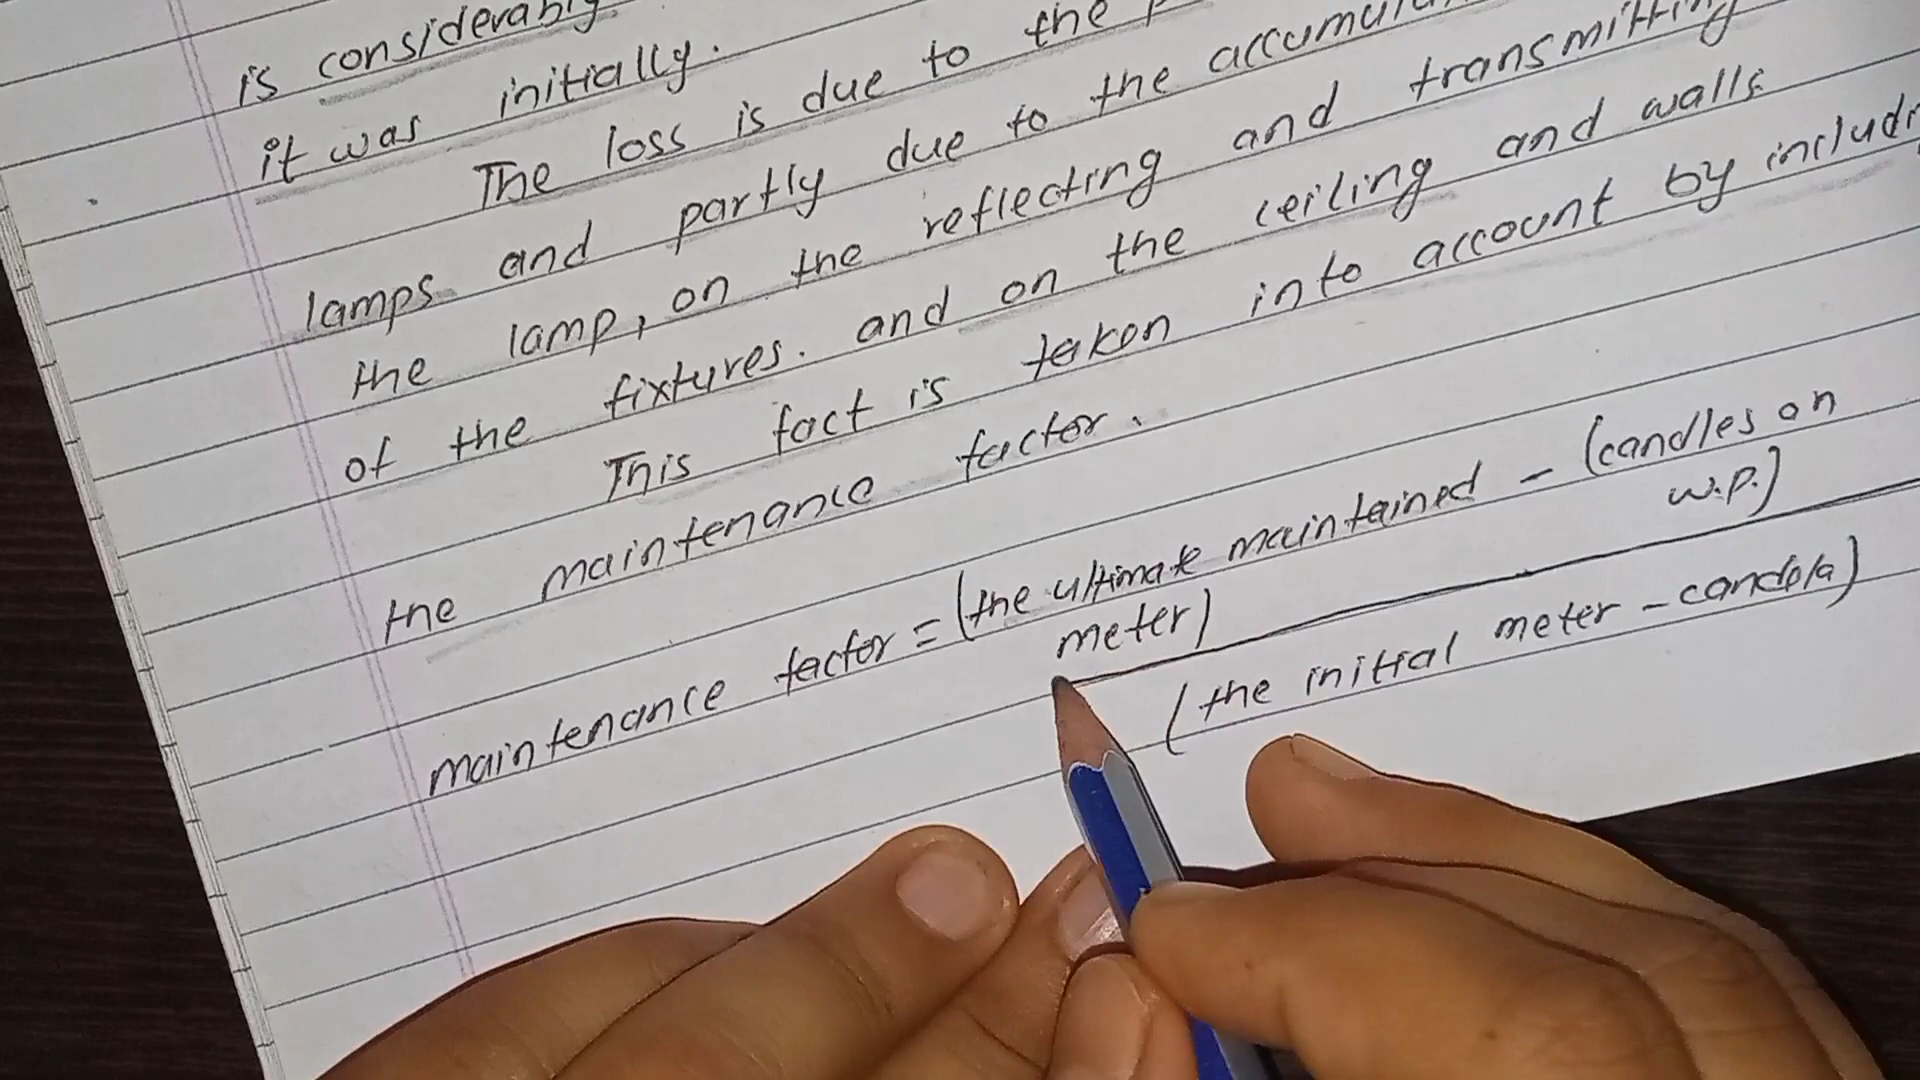 is considerably
it was initially.
The loss is due to the
lamps and partly due to the
the lamp, on the reflecting and transmitting
of the fixtures. and on the ceiling and walls
This fact is taken into account by
the maintenance factor.
maintenance factor = (the ultimate maintained - (candles on
meter) w.p.)
(the initial meter - candela)